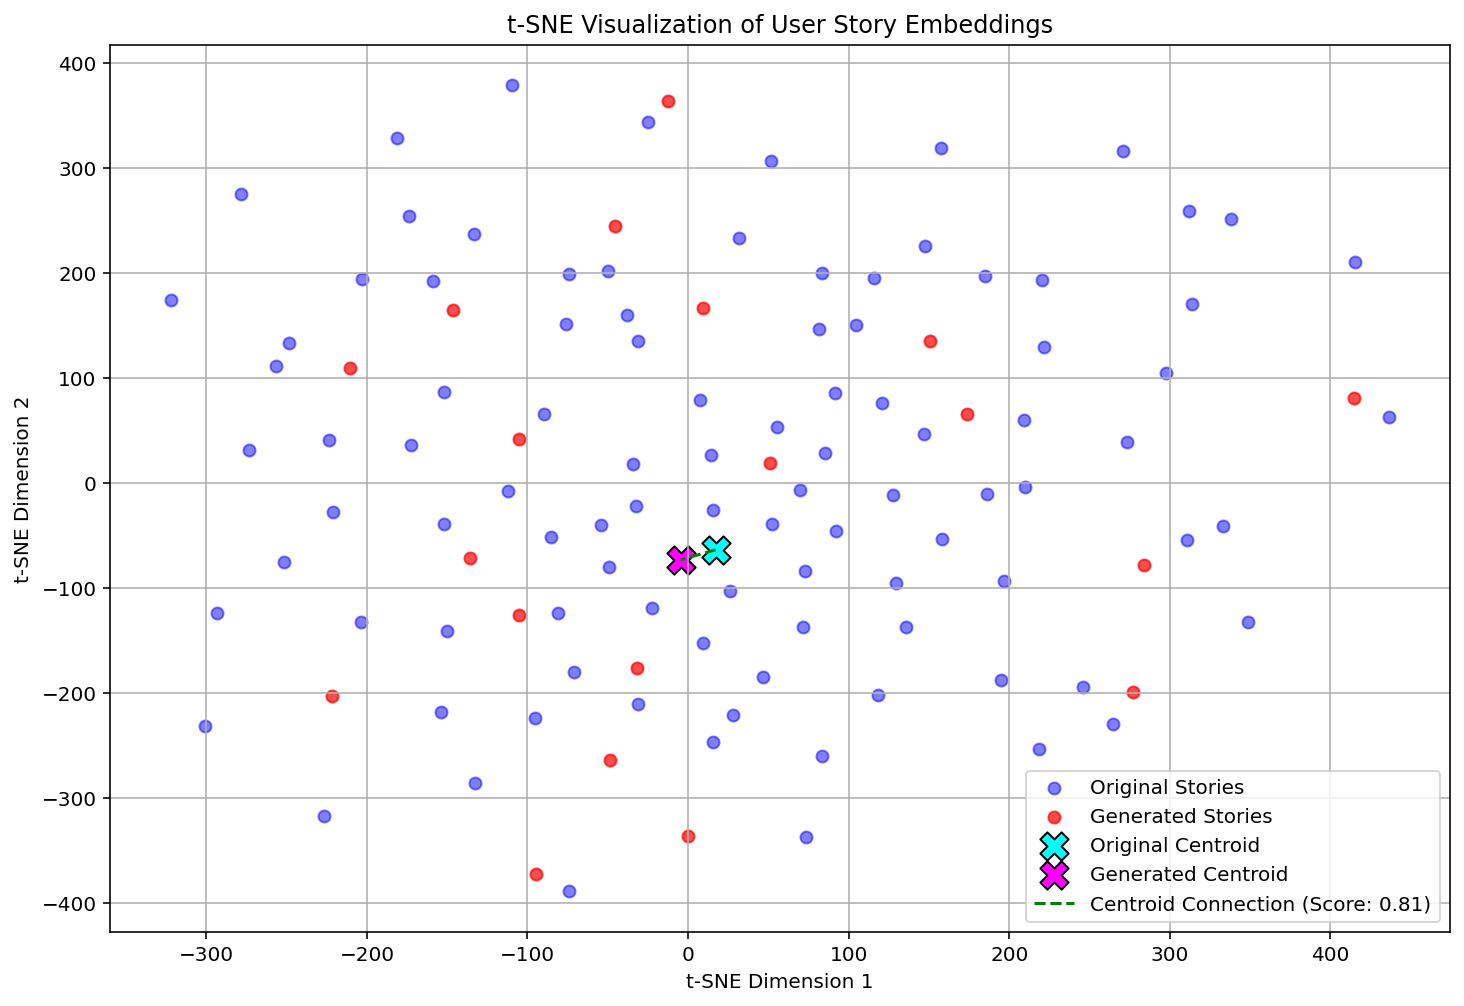 t-SNE Visualization of User Story Embeddings
400
300
200
100
0
−100
−200
−300
−400
t-SNE Dimension 2
−300
−200
−100
0
100
200
300
400
t-SNE Dimension 1
Original Stories
Generated Stories
Original Centroid
Generated Centroid
Centroid Connection (Score: 0.81)